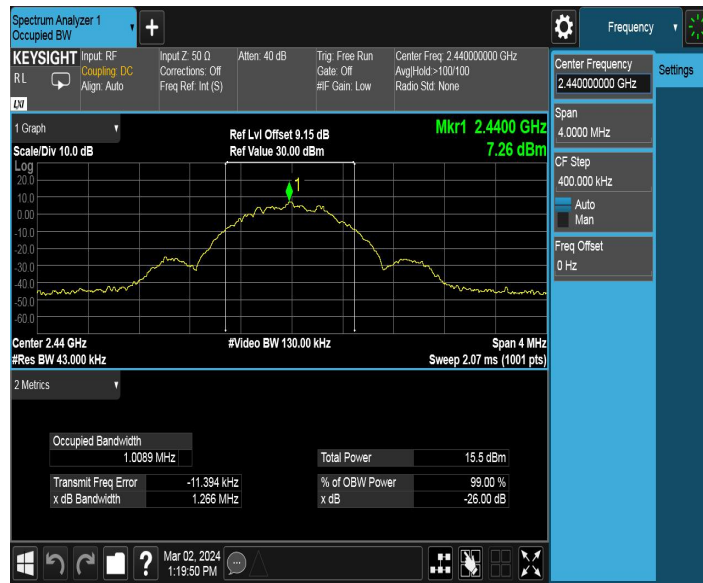 Spectrum Analyzer 1
Occupied BW
Frequency
KEYSIGHT
RL
LXI
Input: RF
Coupling: DC
Align: Auto
Input Z: 50 Ω
Corrections: Off
Freq Ref: Int (S)
Atten: 40 dB
Trig: Free Run
Gate: Off
#IF Gain: Low
Center Freq: 2.440000000 GHz
Avg|Hold:>100/100
Radio Std: None
Center Frequency
2.440000000 GHz
Settings
Span
4.0000 MHz
CF Step
400.000 kHz
Auto
Man
Freq Offset
0 Hz
1 Graph
Scale/Div 10.0 dB
Ref Lvl Offset 9.15 dB
Ref Value 30.00 dBm
Mkr1 2.4400 GHz
7.26 dBm
Log
20.0
10.0
0.00
-10.0
-20.0
-30.0
-40.0
-50.0
-60.0
1
Center 2.44 GHz
#Res BW 43.000 kHz
#Video BW 130.00 kHz
Span 4 MHz
Sweep 2.07 ms (1001 pts)
2 Metrics
Occupied Bandwidth
1.0089 MHz
Total Power 15.5 dBm
Transmit Freq Error -11.394 kHz
% of OBW Power 99.00 %
x dB Bandwidth 1.266 MHz
x dB -26.00 dB
?
Mar 02, 2024
1:19:50 PM